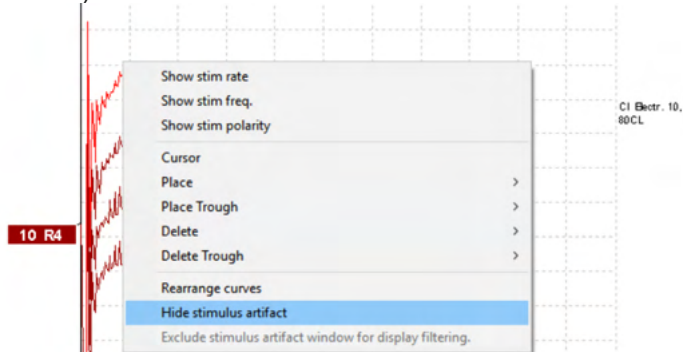 Show stim rate
Show stim freq.
Show stim polarity
CI Electr. 10,
80CL
Cursor
Place
Place Trough
10 R4
Delete
Delete Trough
Rearrange curves
Hide stimulus artifact
Exclude stimulus artifact window for display filtering.